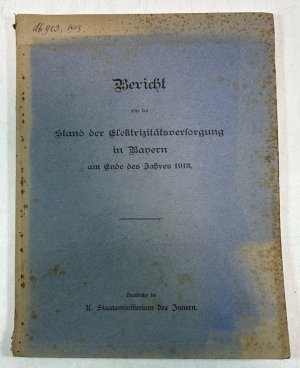 Bericht
über den
Stand der Elektrizitätsversorgung
in Bayern
am Ende des Jahres 1913.
Bearbeitet im
K. Staatsministerium des Innern.